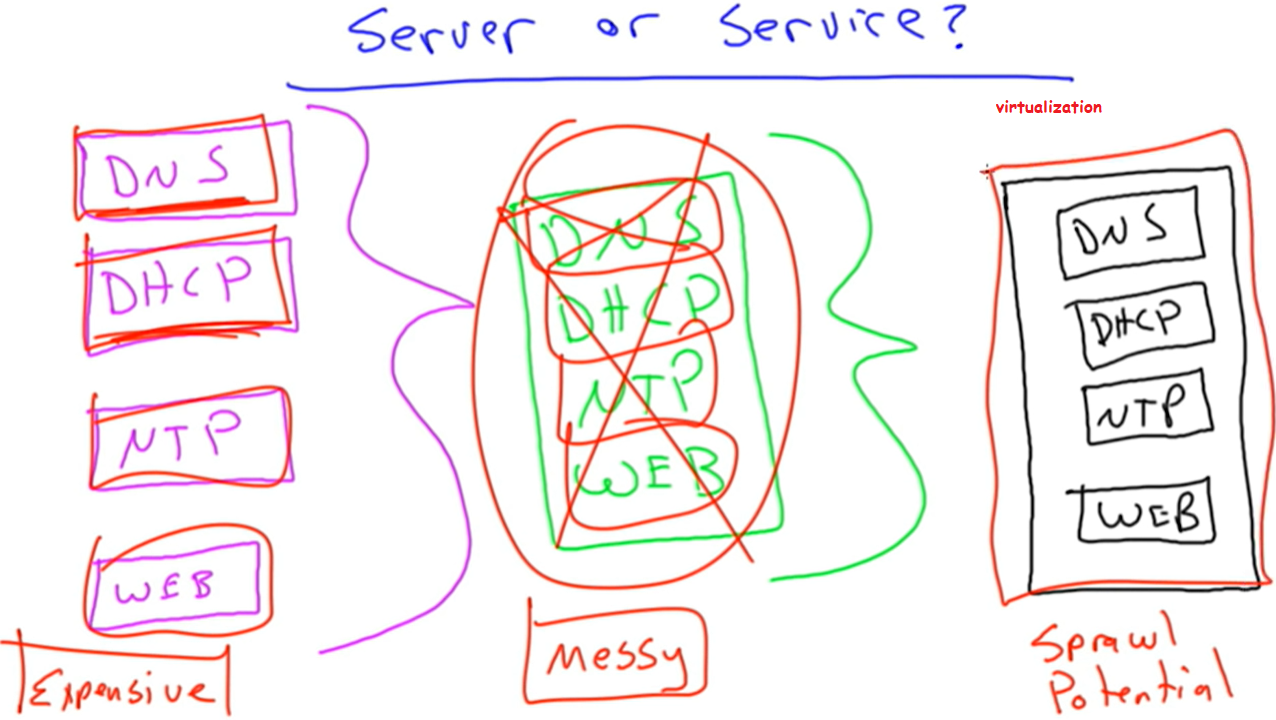 Server or Service?
DNS
DHCP
NTP
WEB
Expensive
DNS
DHCP
NTP
WEB
Messy
virtualization
DNS
DHCP
NTP
WEB
Sprawl
Potential